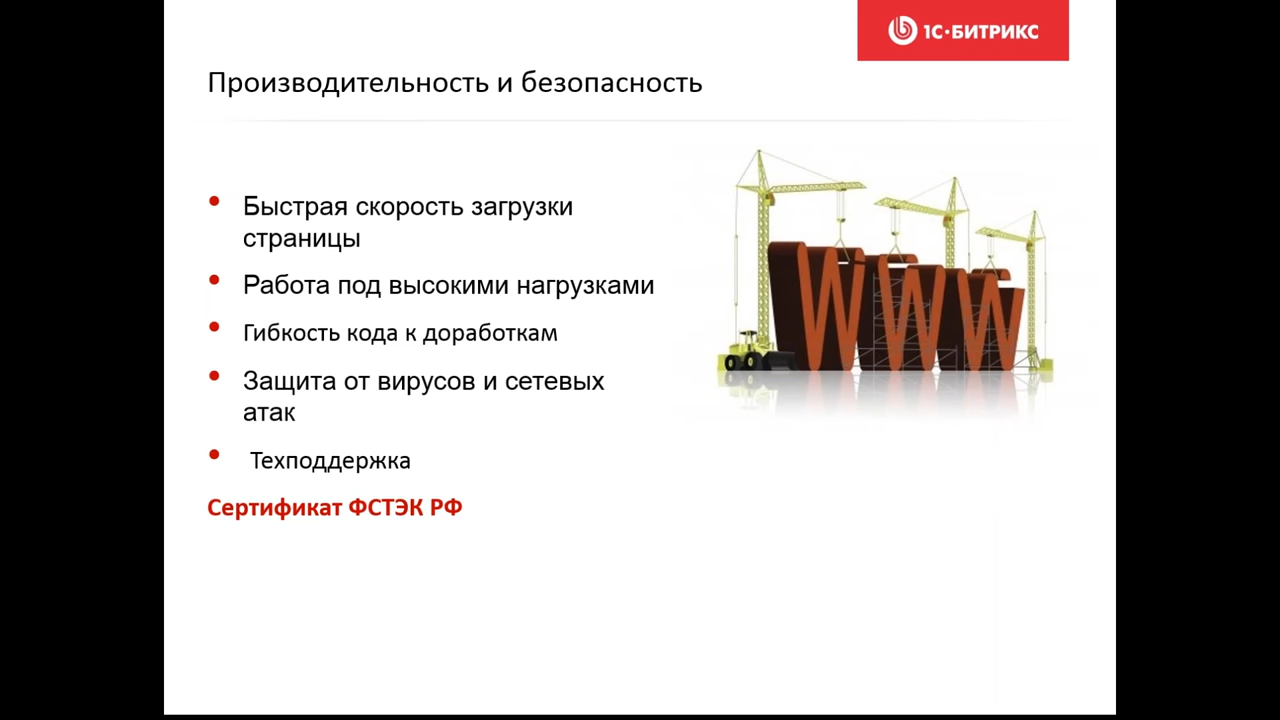 1С·БИТРИКС
Производительность и безопасность
• Быстрая скорость загрузки
страницы
• Работа под высокими нагрузками
• Гибкость кода к доработкам
• Защита от вирусов и сетевых
атак
• Техподдержка
Сертификат ФСТЭК РФ
WWW